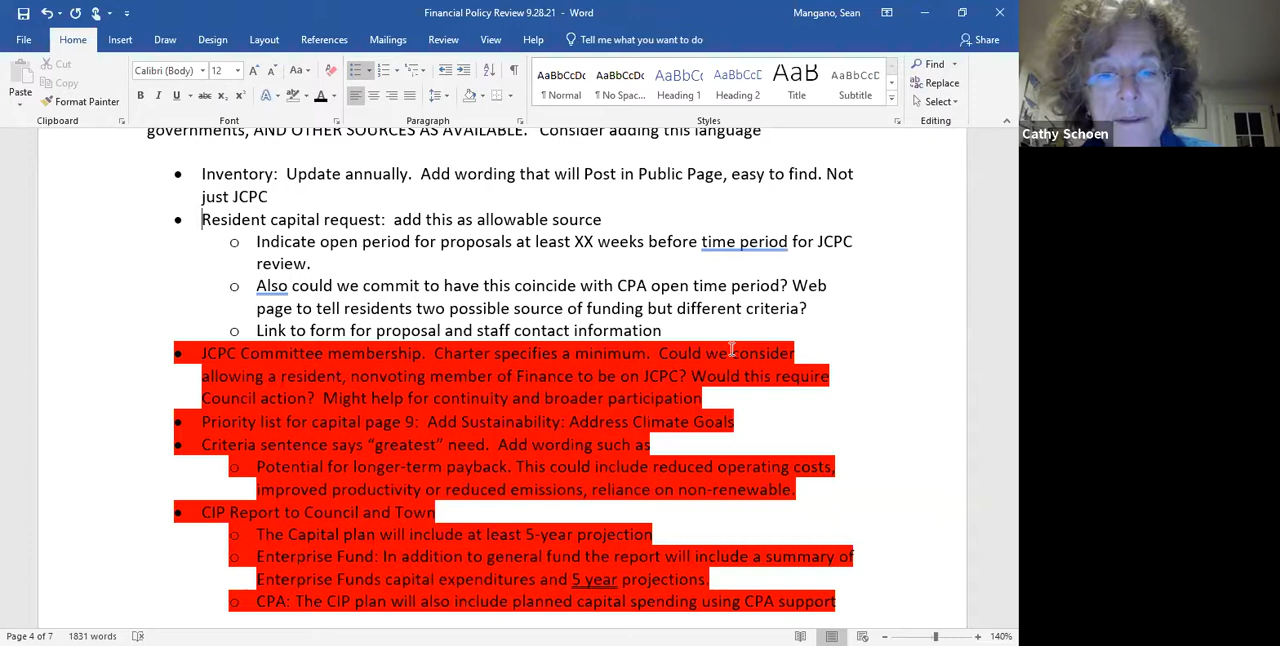 Financial Policy Review 9.28.21 - Word
Mangano, Sean
File Home Insert Draw Design Layout References Mailings Review View Help Tell me what you want to do Share
Cut
Copy
Format Painter
Paste
Clipboard
Calibri (Body) 12
Font
Paragraph
AaBbCcDc AaBbCcDc AaBbCc AaBbCcD AaB AaBbCcD
¶ Normal ¶ No Spac... Heading 1 Heading 2 Title Subtitle
Styles
Find
Replace
Select
Editing
governments, AND OTHER SOURCES AS AVAILABLE. Consider adding this language
• Inventory: Update annually. Add wording that will Post in Public Page, easy to find. Not
just JCPC
• Resident capital request: add this as allowable source
o Indicate open period for proposals at least XX weeks before time period for JCPC
review.
o Also could we commit to have this coincide with CPA open time period? Web
page to tell residents two possible source of funding but different criteria?
o Link to form for proposal and staff contact information
• JCPC Committee membership. Charter specifies a minimum. Could we consider
allowing a resident, nonvoting member of Finance to be on JCPC? Would this require
Council action? Might help for continuity and broader participation
• Priority list for capital page 9: Add Sustainability: Address Climate Goals
• Criteria sentence says “greatest” need. Add wording such as
o Potential for longer-term payback. This could include reduced operating costs,
improved productivity or reduced emissions, reliance on non-renewable.
• CIP Report to Council and Town
o The Capital plan will include at least 5-year projection
o Enterprise Fund: In addition to general fund the report will include a summary of
Enterprise Funds capital expenditures and 5 year projections.
o CPA: The CIP plan will also include planned capital spending using CPA support
Page 4 of 7 1831 words
140%
Cathy Schoen